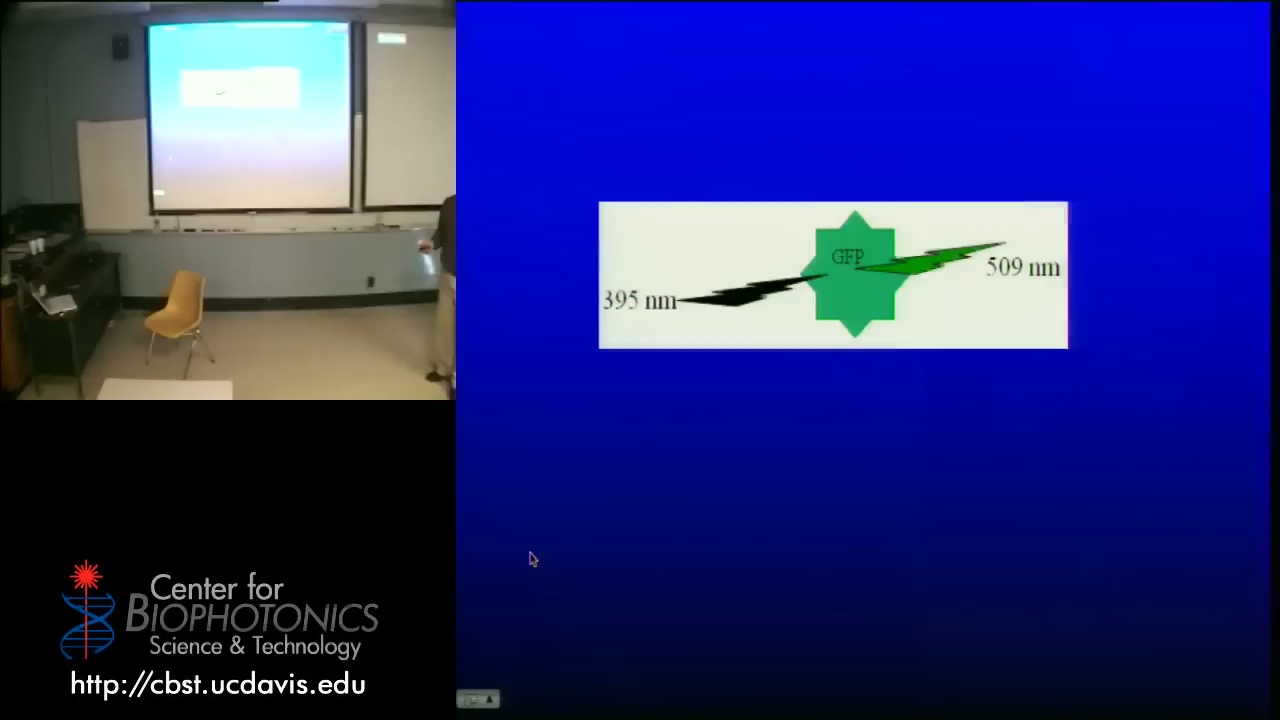 GFP
509 nm
395 nm
Center for
BIOPHOTONICS
Science & Technology
http://cbst.ucdavis.edu